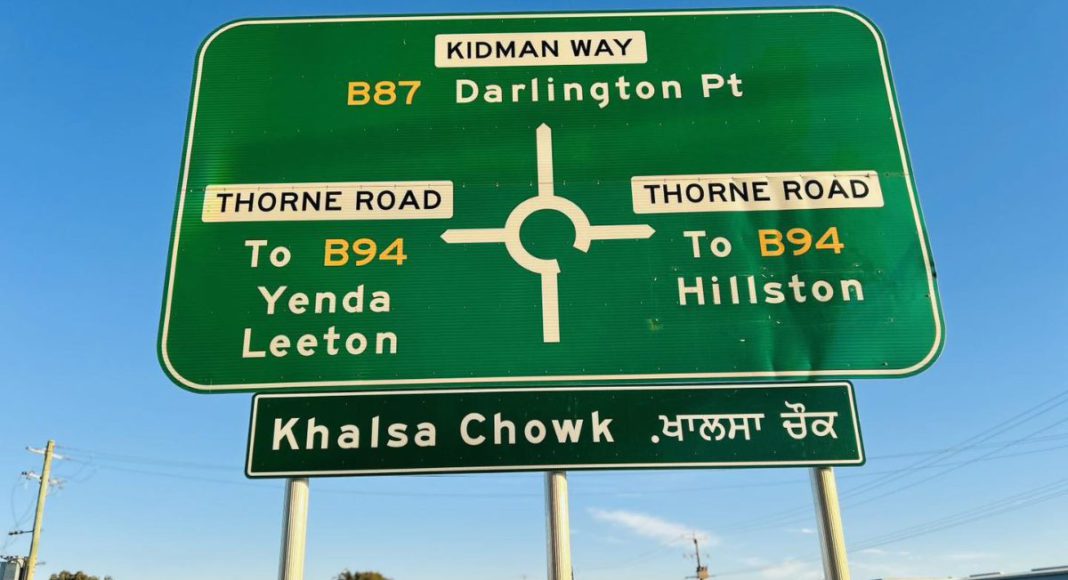 KIDMAN WAY
B87 Darlington Pt
THORNE ROAD
To B94
Yenda
Leeton
THORNE ROAD
To B94
Hillston
Khalsa Chowk .ਖਾਲਸਾ ਚੌਕ